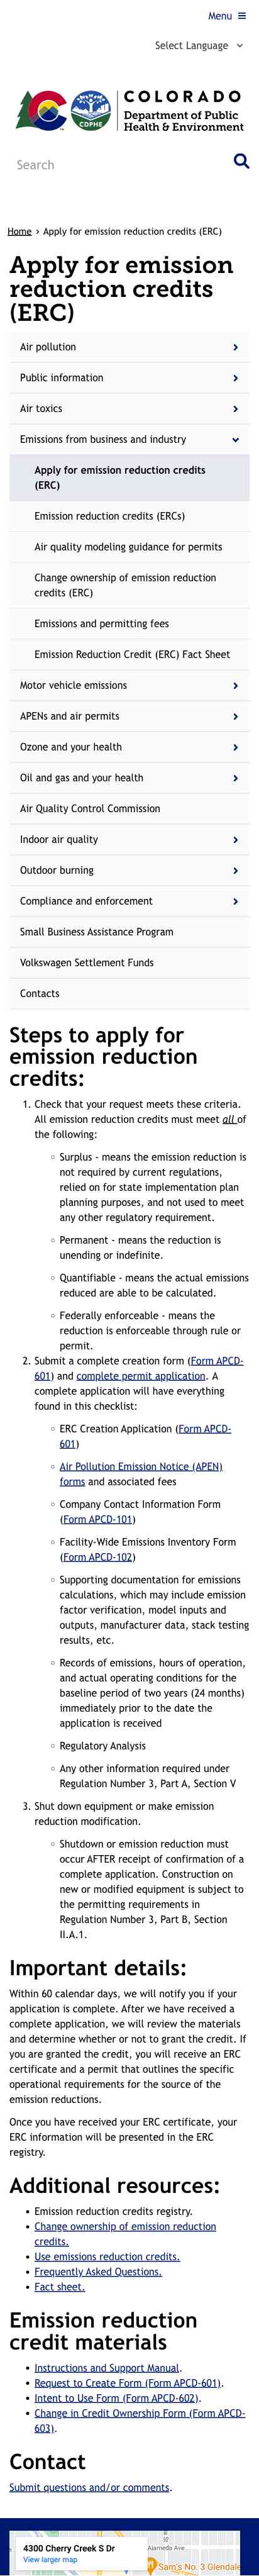 Menu
Select Language
COLORADO
Department of Public
Health & Environment
CDPHE
Search
Home › Apply for emission reduction credits (ERC)
Apply for emission
reduction credits
(ERC)
Air pollution
Public information
Air toxics
Emissions from business and industry
Apply for emission reduction credits
(ERC)
Emission reduction credits (ERCs)
Air quality modeling guidance for permits
Change ownership of emission reduction
credits (ERC)
Emissions and permitting fees
Emission Reduction Credit (ERC) Fact Sheet
Motor vehicle emissions
APENs and air permits
Ozone and your health
Oil and gas and your health
Air Quality Control Commission
Indoor air quality
Outdoor burning
Compliance and enforcement
Small Business Assistance Program
Volkswagen Settlement Funds
Contacts
Steps to apply for
emission reduction
credits:
1. Check that your request meets these criteria.
All emission reduction credits must meet all of
the following:
Surplus - means the emission reduction is
not required by current regulations,
relied on for state implementation plan
planning purposes, and not used to meet
any other regulatory requirement.
Permanent - means the reduction is
unending or indefinite.
Quantifiable - means the actual emissions
reduced are able to be calculated.
Federally enforceable - means the
reduction is enforceable through rule or
permit.
2. Submit a complete creation form (Form APCD-
601) and complete permit application. A
complete application will have everything
found in this checklist:
ERC Creation Application (Form APCD-
601)
Air Pollution Emission Notice (APEN)
forms and associated fees
Company Contact Information Form
(Form APCD-101)
Facility-Wide Emissions Inventory Form
(Form APCD-102)
Supporting documentation for emissions
calculations, which may include emission
factor verification, model inputs and
outputs, manufacturer data, stack testing
results, etc.
Records of emissions, hours of operation,
and actual operating conditions for the
baseline period of two years (24 months)
immediately prior to the date the
application is received
Regulatory Analysis
Any other information required under
Regulation Number 3, Part A, Section V
3. Shut down equipment or make emission
reduction modification.
Shutdown or emission reduction must
occur AFTER receipt of confirmation of a
complete application. Construction on
new or modified equipment is subject to
the permitting requirements in
Regulation Number 3, Part B, Section
II.A.1.
Important details:
Within 60 calendar days, we will notify you if your
application is complete. After we have received a
complete application, we will review the materials
and determine whether or not to grant the credit. If
you are granted the credit, you will receive an ERC
certificate and a permit that outlines the specific
operational requirements for the source of the
emission reductions.
Once you have received your ERC certificate, your
ERC information will be presented in the ERC
registry.
Additional resources:
Emission reduction credits registry.
Change ownership of emission reduction
credits.
Use emissions reduction credits.
Frequently Asked Questions.
Fact sheet.
Emission reduction
credit materials
Instructions and Support Manual.
Request to Create Form (Form APCD-601).
Intent to Use Form (Form APCD-602).
Change in Credit Ownership Form (Form APCD-
603).
Contact
Submit questions and/or comments.
4300 Cherry Creek S Dr
View larger map
Alameda Ave
Sam's No. 3 Glendale